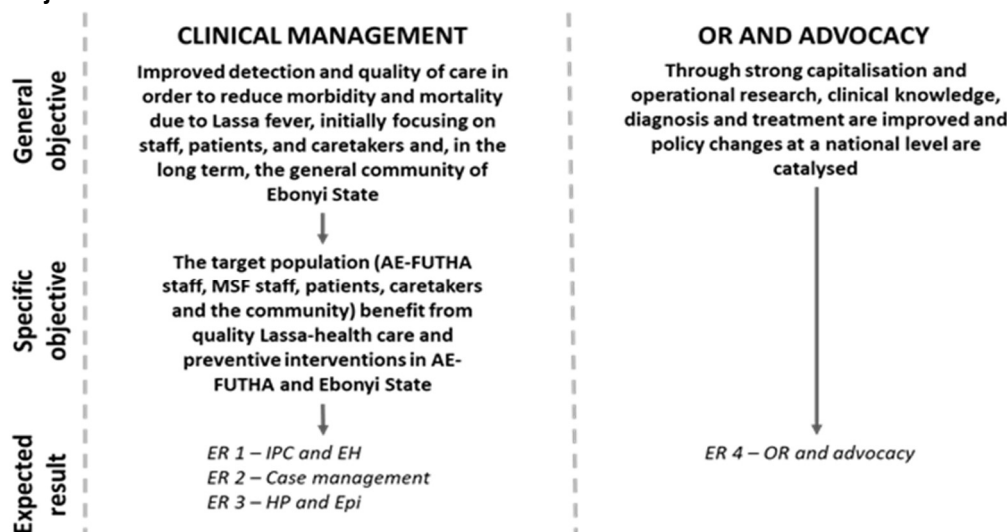 CLINICAL MANAGEMENT
Improved detection and quality of care in
order to reduce morbidity and mortality
due to Lassa fever, initially focusing on
staff, patients, and caretakers and, in the
long term, the general community of
Ebonyi State
OR AND ADVOCACY
Through strong capitalisation and
operational research, clinical knowledge,
diagnosis and treatment are improved and
policy changes at a national level are
catalysed
General
objective
The target population (AE-FUTHA
staff, MSF staff, patients, caretakers
and the community) benefit from
quality Lassa-health care and
preventive interventions in AE-
FUTHA and Ebonyi State
Specific
objective
ER 1 – IPC and EH
ER 2 – Case management
ER 3 – HP and Epi
ER 4 – OR and advocacy
Expected
result